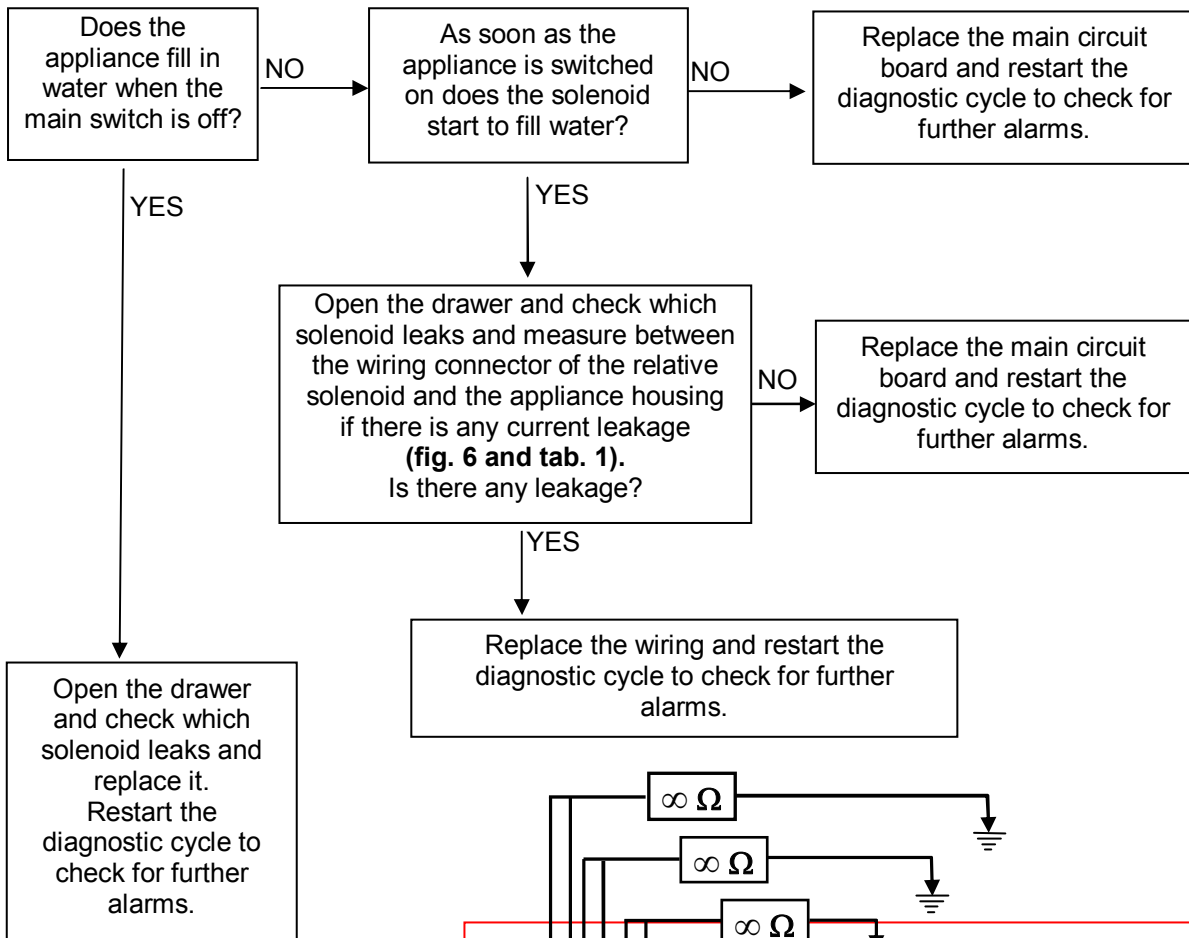 Does the
appliance fill in
water when the
main switch is off?
NO
As soon as the
appliance is switched
on does the solenoid
start to fill water?
NO
Replace the main circuit
board and restart the
diagnostic cycle to check for
further alarms.
YES
YES
Open the drawer and check which
solenoid leaks and measure between
the wiring connector of the relative
solenoid and the appliance housing
if there is any current leakage
(fig. 6 and tab. 1).
Is there any leakage?
NO
Replace the main circuit
board and restart the
diagnostic cycle to check for
further alarms.
YES
Replace the wiring and restart the
diagnostic cycle to check for further
alarms.
Open the drawer
and check which
solenoid leaks and
replace it.
Restart the
diagnostic cycle to
check for further
alarms.
∞ Ω
∞ Ω
∞ Ω